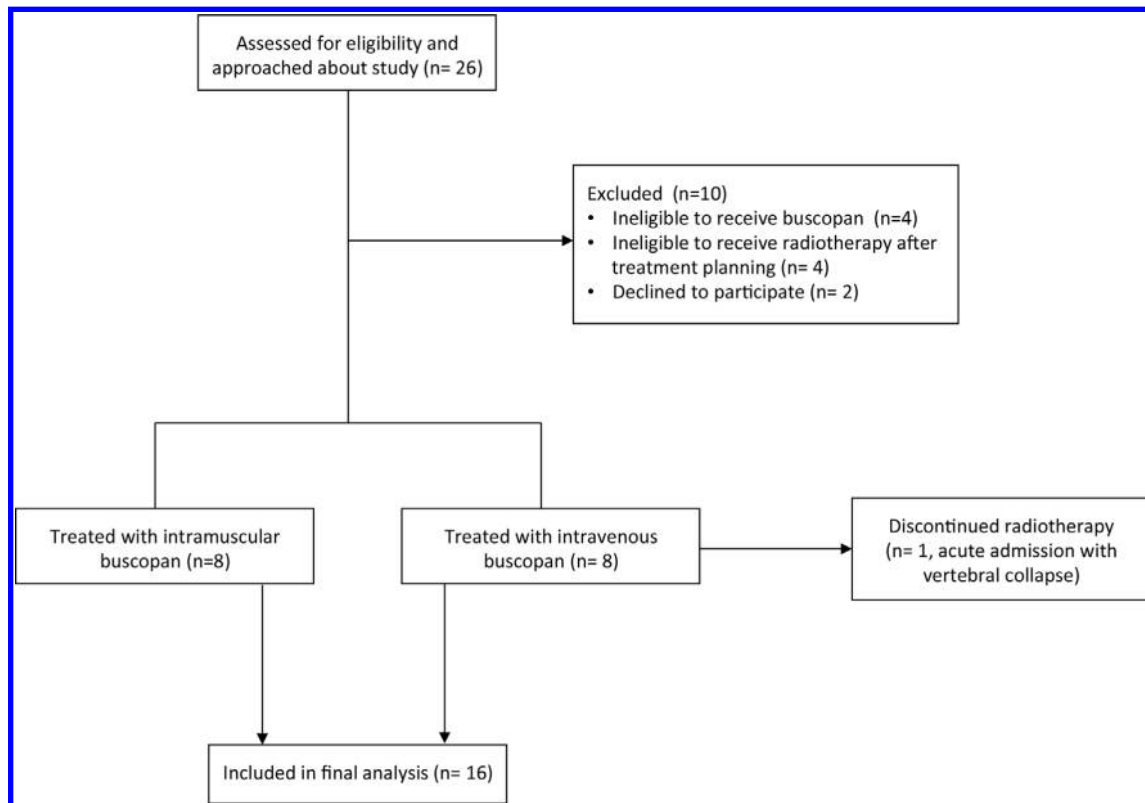 Assessed for eligibility and
approached about study (n= 26)
Excluded  (n=10)
• Ineligible to receive buscopan  (n=4)
• Ineligible to receive radiotherapy after
treatment planning (n= 4)
• Declined to participate (n= 2)
Treated with intramuscular
buscopan (n=8)
Treated with intravenous
buscopan (n= 8)
Discontinued radiotherapy
(n= 1, acute admission with
vertebral collapse)
Included in final analysis (n= 16)